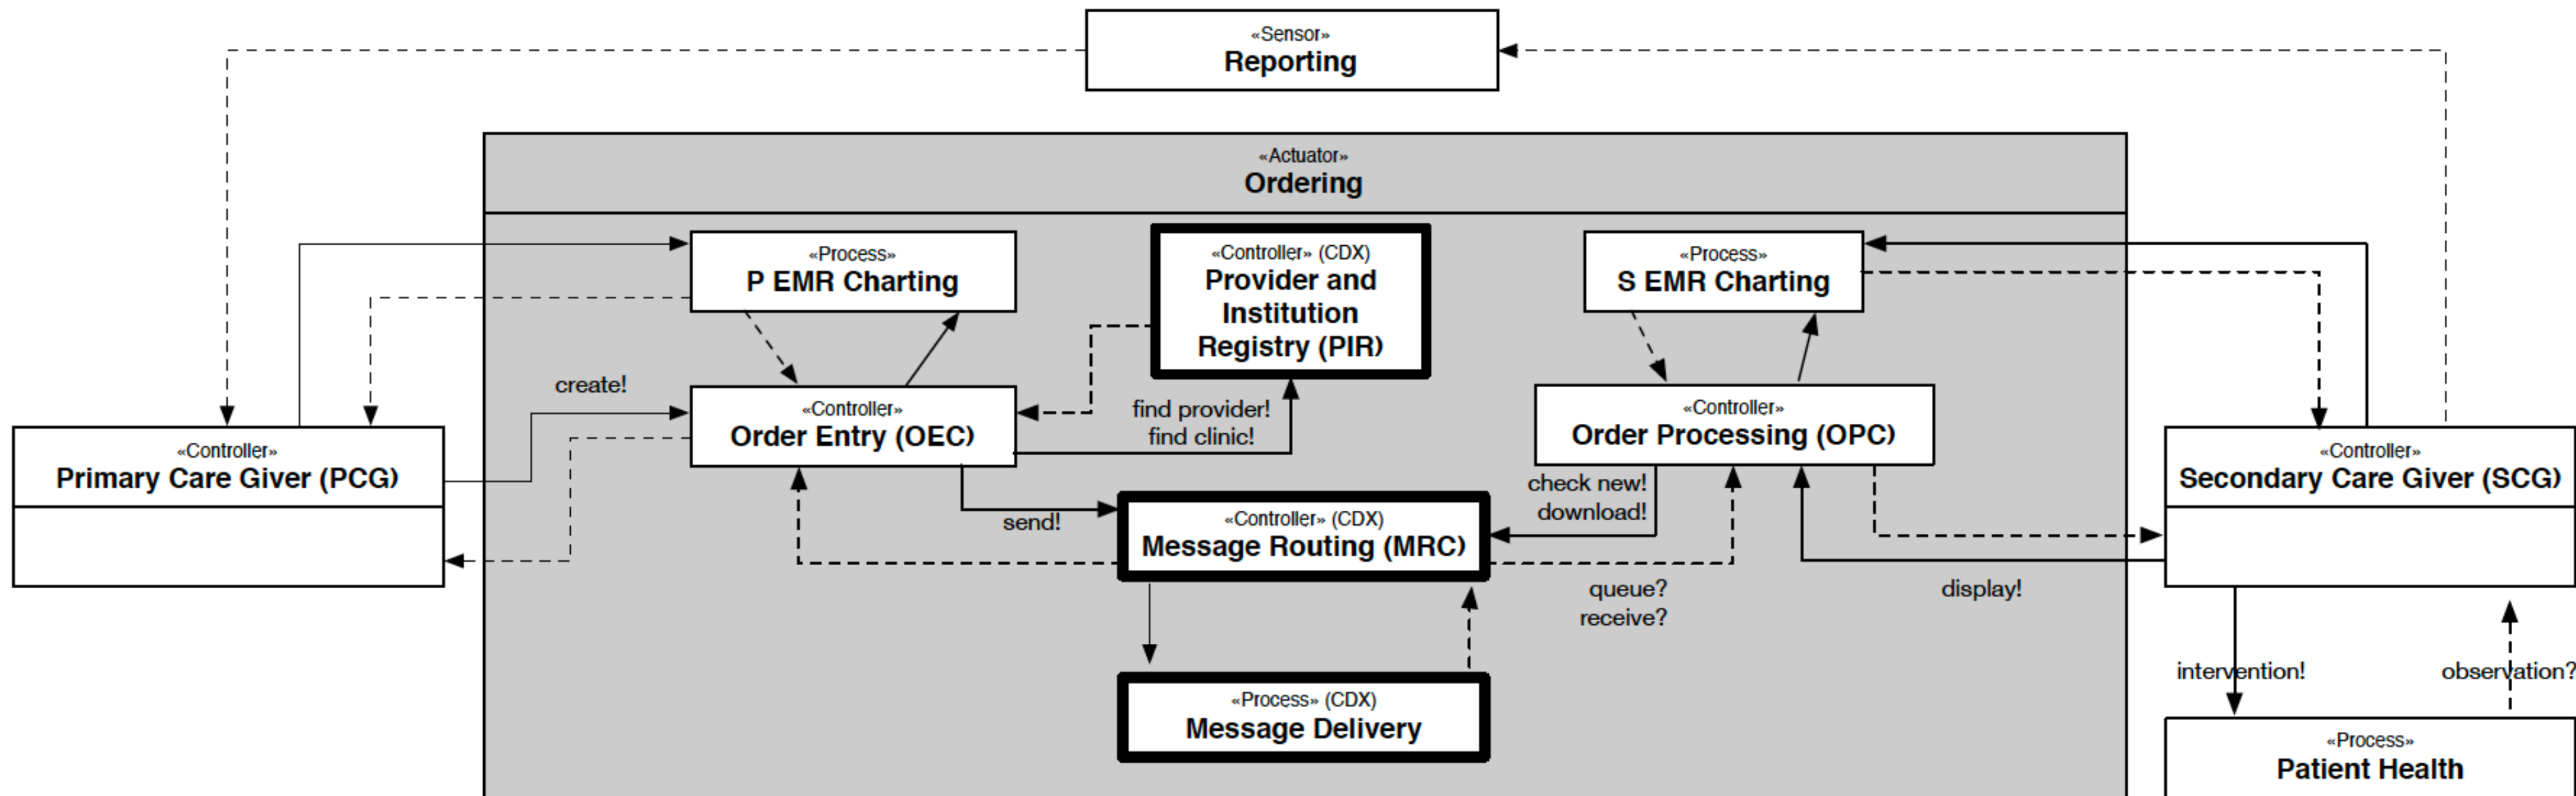 «Sensor»
Reporting
«Actuator»
Ordering
«Process»
P EMR Charting
«Controller» (CDX)
Provider and
Institution
Registry (PIR)
«Process»
S EMR Charting
create!
«Controller»
Order Entry (OEC)
find provider!
find clinic!
«Controller»
Order Processing (OPC)
«Controller»
Primary Care Giver (PCG)
«Controller»
Secondary Care Giver (SCG)
send!
«Controller» (CDX)
Message Routing (MRC)
check new!
download!
queue?
receive?
display!
«Process» (CDX)
Message Delivery
intervention!
observation?
«Process»
Patient Health